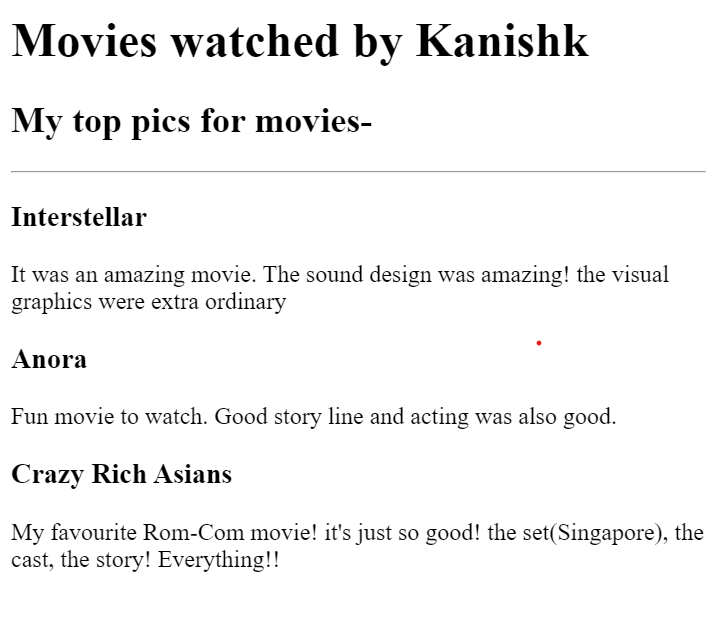 Movies watched by Kanishk
My top pics for movies-
Interstellar
It was an amazing movie. The sound design was amazing! the visual
graphics were extra ordinary
Anora
Fun movie to watch. Good story line and acting was also good.
Crazy Rich Asians
My favourite Rom-Com movie! it's just so good! the set(Singapore), the
cast, the story! Everything!!